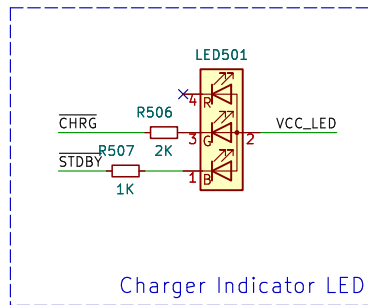 LED501
4 R
R506
CHRG
3 G
2
VCC_LED
2K
STDBY
R507
1 B
1K
Charger Indicator LED